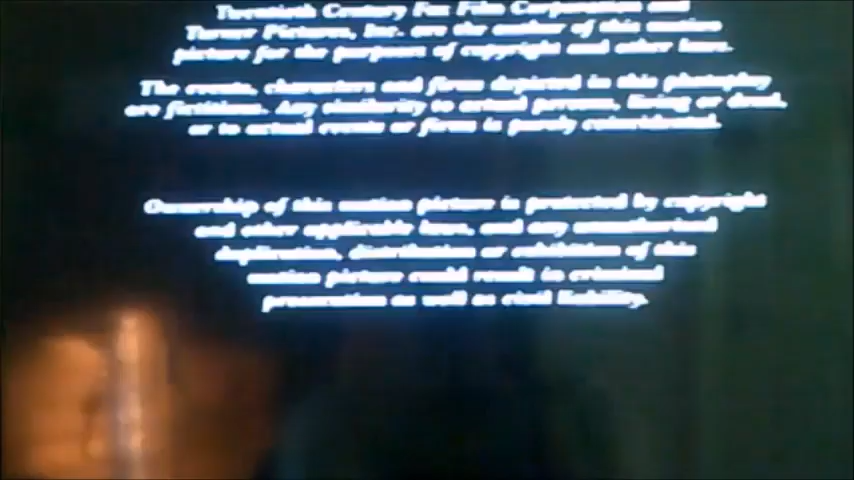 Twentieth Century Fox Film Corporation and
Turner Pictures, Inc. are the author of this motion
picture for the purposes of copyright and other laws.
The events, characters and firms depicted in this photoplay
are fictitious. Any similarity to actual persons, living or dead,
or to actual events or firms is purely coincidental.
Ownership of this motion picture is protected by copyright
and other applicable laws, and any unauthorized
duplication, distribution or exhibition of this
motion picture could result in criminal
prosecution as well as civil liability.